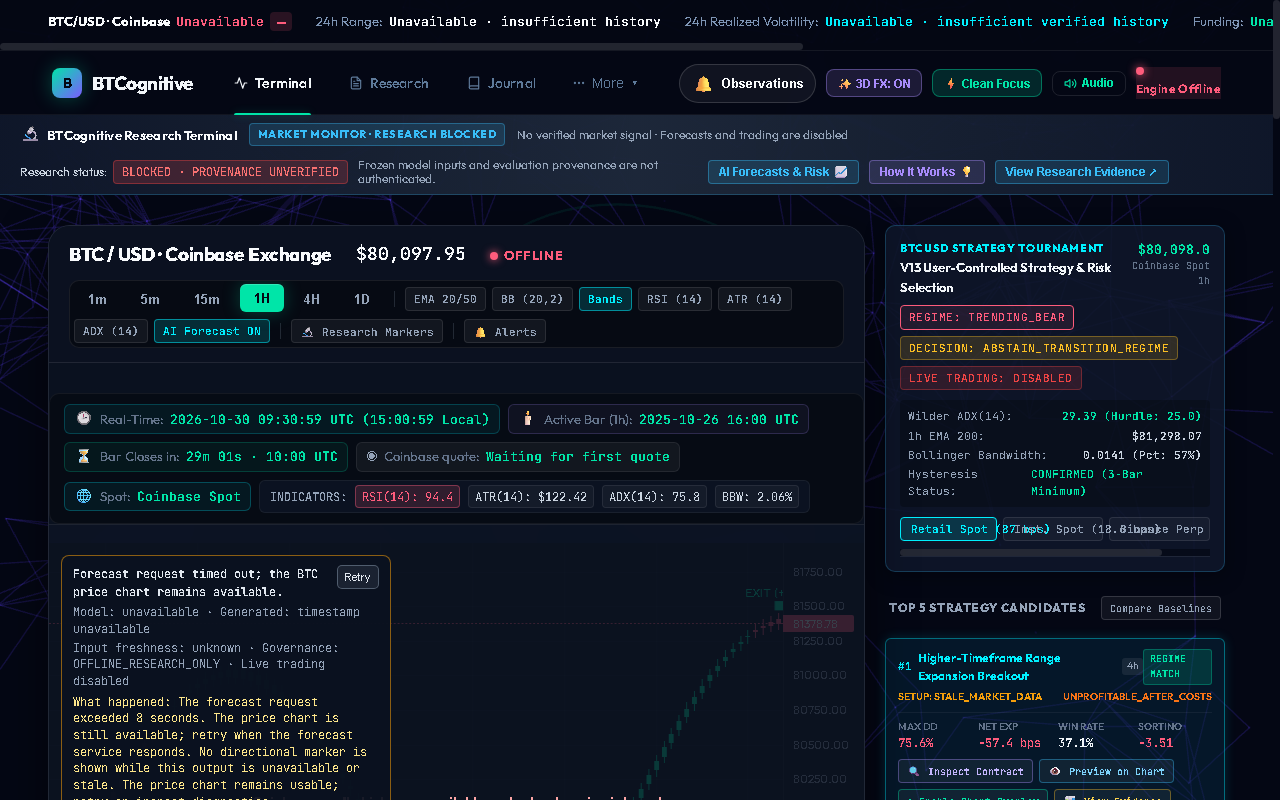 BTC/USD · Coinbase Unavailable — 24h Range: Unavailable · insufficient history 24h Realized Volatility: Unavailable · insufficient verified history Funding: Una
B BTCognitive Terminal Research Journal ··· More ▾ 🔔 Observations ✨ 3D FX: ON ⚡ Clean Focus 🔊 Audio Engine Offline
🔬 BTCognitive Research Terminal MARKET MONITOR · RESEARCH BLOCKED No verified market signal · Forecasts and trading are disabled
Research status: BLOCKED · PROVENANCE UNVERIFIED Frozen model inputs and evaluation provenance are not
authenticated.
AI Forecasts & Risk 📈 How It Works 💡 View Research Evidence ↗
BTC / USD · Coinbase Exchange $80,097.95 ● OFFLINE
1m 5m 15m 1H 4H 1D EMA 20/50 BB (20,2) Bands RSI (14) ATR (14)
ADX (14) AI Forecast ON 🔬 Research Markers 🔔 Alerts
🕒 Real-Time: 2026-10-30 09:30:59 UTC (15:00:59 Local) Active Bar (1h): 2025-10-26 16:00 UTC
⏳ Bar Closes in: 29m 01s · 10:00 UTC ◉ Coinbase quote: Waiting for first quote
🌐 Spot: Coinbase Spot INDICATORS: RSI(14): 94.4 ATR(14): $122.42 ADX(14): 75.8 BBW: 2.06%
Forecast request timed out; the BTC
price chart remains available.
Retry
Model: unavailable · Generated: timestamp
unavailable
Input freshness: unknown · Governance:
OFFLINE_RESEARCH_ONLY · Live trading
disabled
What happened: The forecast request
exceeded 8 seconds. The price chart is
still available; retry when the forecast
service responds. No directional marker is
shown while this output is unavailable or
stale. The price chart remains usable;
EXIT (+
81750.00
81500.00
81378.78
81250.00
81000.00
80750.00
80500.00
80250.00
BTCUSD STRATEGY TOURNAMENT
V13 User-Controlled Strategy & Risk
Selection
$80,098.0
Coinbase Spot
1h
REGIME: TRENDING_BEAR
DECISION: ABSTAIN_TRANSITION_REGIME
LIVE TRADING: DISABLED
Wilder ADX(14): 29.39 (Hurdle: 25.0)
1h EMA 200: $81,298.07
Bollinger Bandwidth: 0.0141 (Pct: 57%)
Hysteresis
Status:
CONFIRMED (3-Bar
Minimum)
Retail Spot Spot Perp
TOP 5 STRATEGY CANDIDATES Compare Baselines
#1 Higher-Timeframe Range
Expansion Breakout
4h REGIME
MATCH
SETUP: STALE_MARKET_DATA UNPROFITABLE_AFTER_COSTS
MAX DD NET EXP WIN RATE SORTINO
75.6% -57.4 bps 37.1% -3.51
🔍 Inspect Contract 👁 Preview on Chart